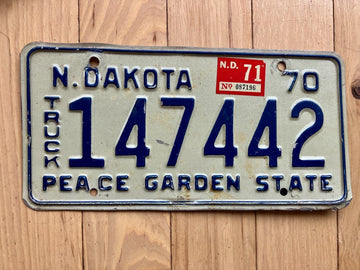 N. DAKOTA 70
N.D. 71
No 087196
TRUCK
147442
PEACE GARDEN STATE